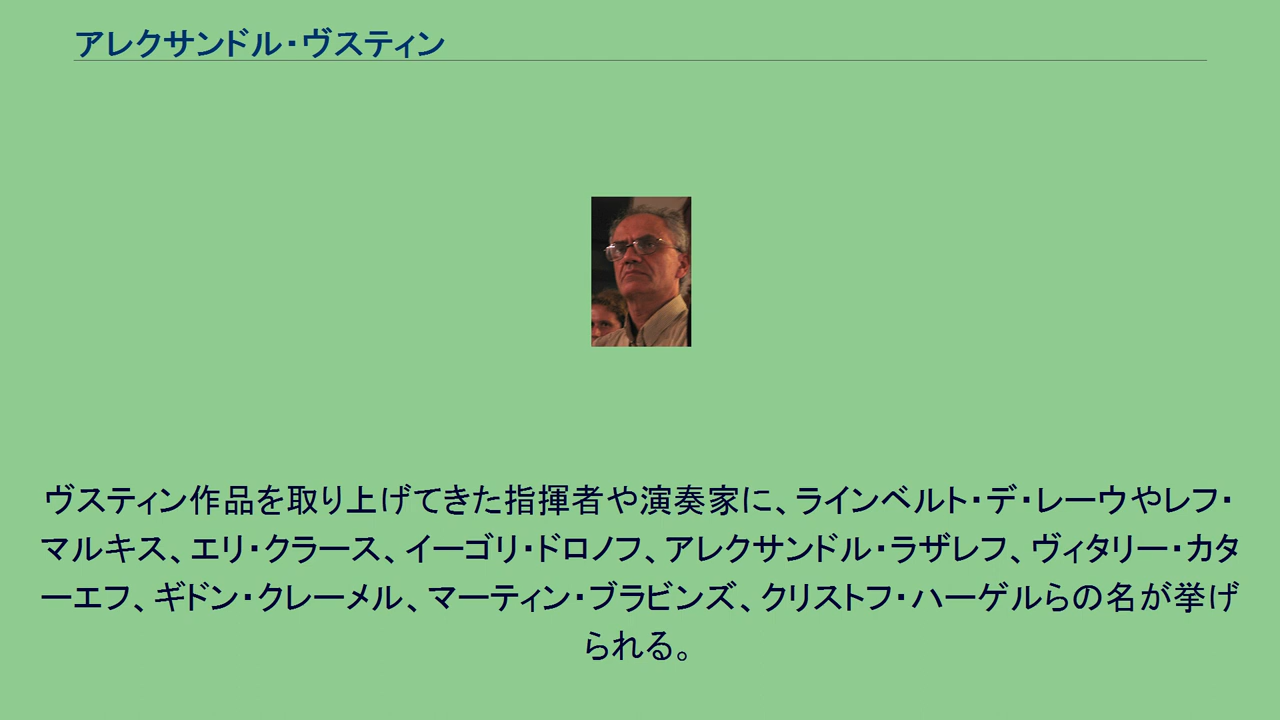 アレクサンドル・ヴスティン
ヴスティン作品を取り上げてきた指揮者や演奏家に、ラインベルト・デ・レーウやレフ・
マルキス、エリ・クラース、イーゴリ・ドロノフ、アレクサンドル・ラザレフ、ヴィタリー・カタ
ーエフ、ギドン・クレーメル、マーティン・ブラビンズ、クリストフ・ハーゲルらの名が挙げ
られる。